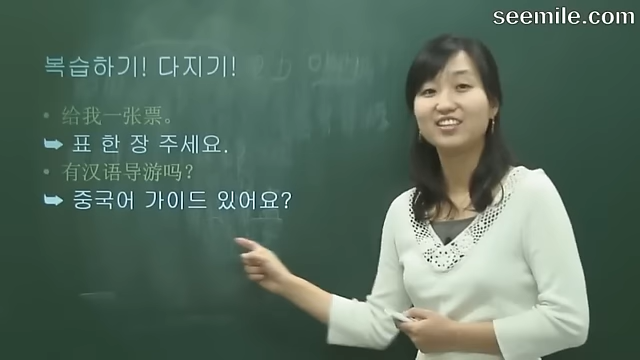 seemile.com
복습하기! 다지기!
• 给我一张票。
➥ 표 한 장 주세요.
• 有汉语导游吗?
➥ 중국어 가이드 있어요?